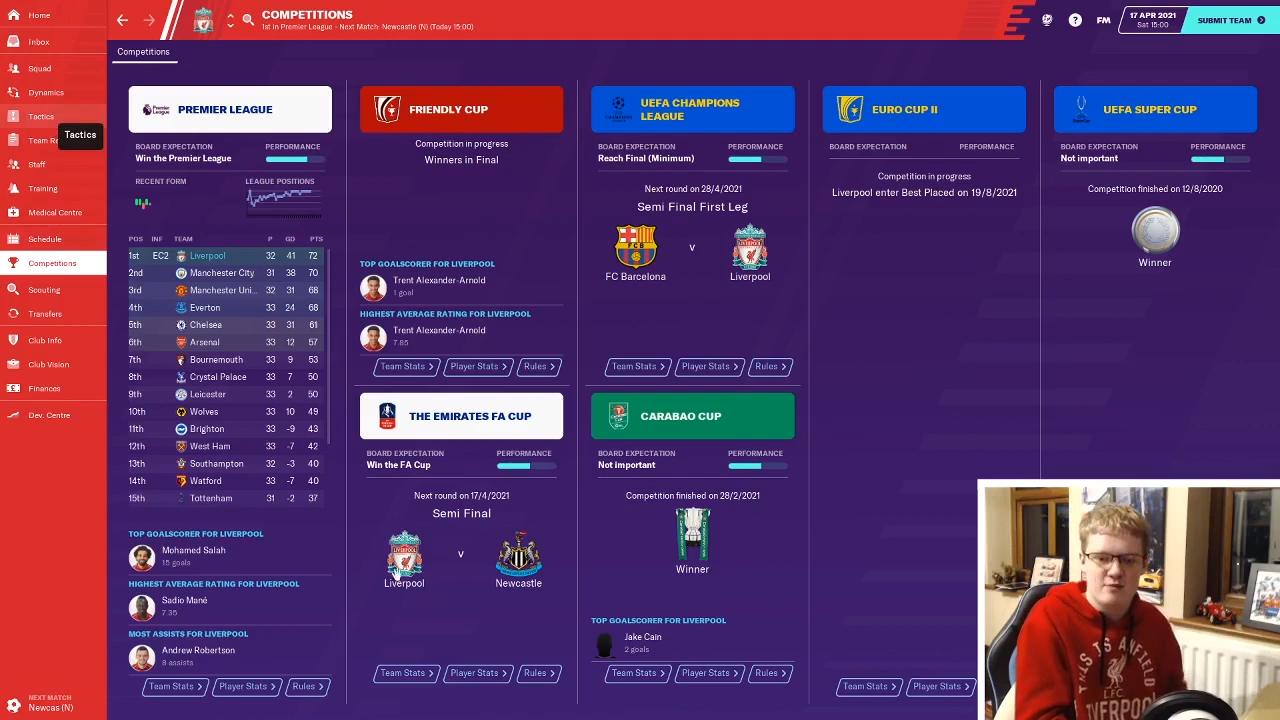 Home
COMPETITIONS
1st in Premier League - Next Match: Newcastle (N) (Today 15:00)
FM
17 APR 2021
Sat 15:00
SUBMIT TEAM
Inbox
Squad
Dynamics
Tactics
Tactics
Team Re
Staff
Training
Medical Centre
Schedule
Competitions
Scouting
Transfers
Club Info
Club Vision
Finances
Dev. Centre
NEXT MATCH
Newcas (N)
Competitions
Premier League
PREMIER LEAGUE
BOARD EXPECTATION PERFORMANCE
Win the Premier League
RECENT FORM LEAGUE POSITIONS
POS INF TEAM P GD PTS
1st EC2 Liverpool 32 41 72
2nd Manchester City 31 38 70
3rd Manchester Uni... 32 31 68
4th Everton 33 24 68
5th Chelsea 33 31 61
6th Arsenal 33 12 57
7th Bournemouth 33 9 53
8th Crystal Palace 33 7 50
9th Leicester 33 2 50
10th Wolves 33 10 49
11th Brighton 33 -9 43
12th West Ham 33 -7 42
13th Southampton 32 -3 40
14th Watford 33 -7 40
15th Tottenham 31 -2 37
TOP GOALSCORER FOR LIVERPOOL
Mohamed Salah
15 goals
HIGHEST AVERAGE RATING FOR LIVERPOOL
Sadio Mané
7.35
MOST ASSISTS FOR LIVERPOOL
Andrew Robertson
8 assists
Team Stats Player Stats Rules
FRIENDLY CUP
Competition in progress
Winners in Final
TOP GOALSCORER FOR LIVERPOOL
Trent Alexander-Arnold
1 goal
HIGHEST AVERAGE RATING FOR LIVERPOOL
Trent Alexander-Arnold
7.85
Team Stats Player Stats Rules
THE EMIRATES FA CUP
BOARD EXPECTATION PERFORMANCE
Win the FA Cup
Next round on 17/4/2021
Semi Final
v
Liverpool Newcastle
Team Stats Player Stats Rules
UEFA CHAMPIONS
LEAGUE
BOARD EXPECTATION PERFORMANCE
Reach Final (Minimum)
Next round on 28/4/2021
Semi Final First Leg
FCB
v
FC Barcelona Liverpool
Team Stats Player Stats Rules
CARABAO CUP
BOARD EXPECTATION PERFORMANCE
Not important
Competition finished on 28/2/2021
Winner
TOP GOALSCORER FOR LIVERPOOL
Jake Cain
2 goals
Team Stats Player Stats Rules
EURO CUP II
BOARD EXPECTATION PERFORMANCE
Competition in progress
Liverpool enter Best Placed on 19/8/2021
Team Stats Player Stats
UEFA SUPER CUP
BOARD EXPECTATION PERFORMANCE
Not important
Competition finished on 12/8/2020
Winner
THIS IS ANFIELD
L.F.C
LIVERPOOL